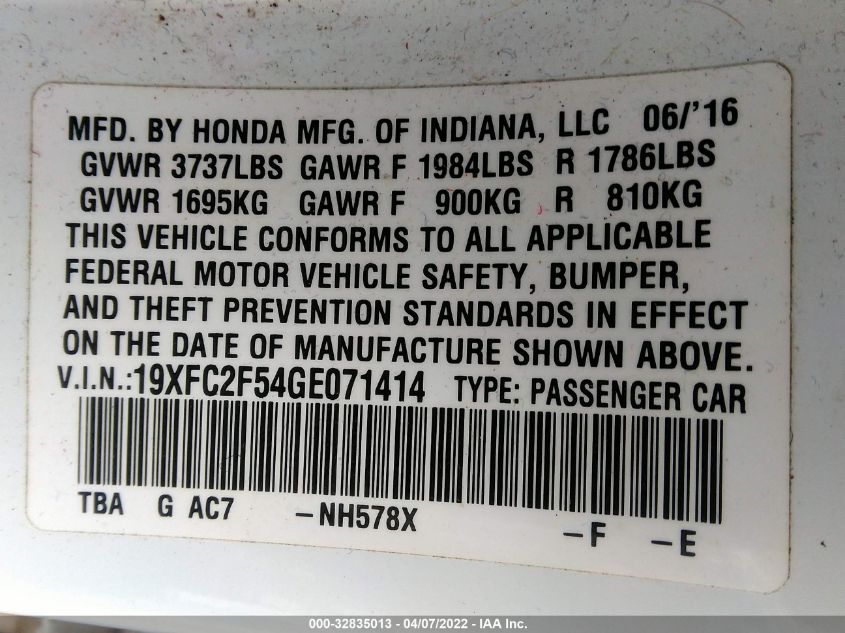 MFD. BY HONDA MFG. OF INDIANA, LLC 06/'16
GVWR 3737LBS GAWR F 1984LBS R 1786LBS
GVWR 1695KG GAWR F 900KG R 810KG
THIS VEHICLE CONFORMS TO ALL APPLICABLE
FEDERAL MOTOR VEHICLE SAFETY, BUMPER,
AND THEFT PREVENTION STANDARDS IN EFFECT
ON THE DATE OF MANUFACTURE SHOWN ABOVE.
V.I.N.:19XFC2F54GE071414 TYPE: PASSENGER CAR
TBA G AC7 -NH578X -F -E
000-32835013 - 04/07/2022 - IAA Inc.